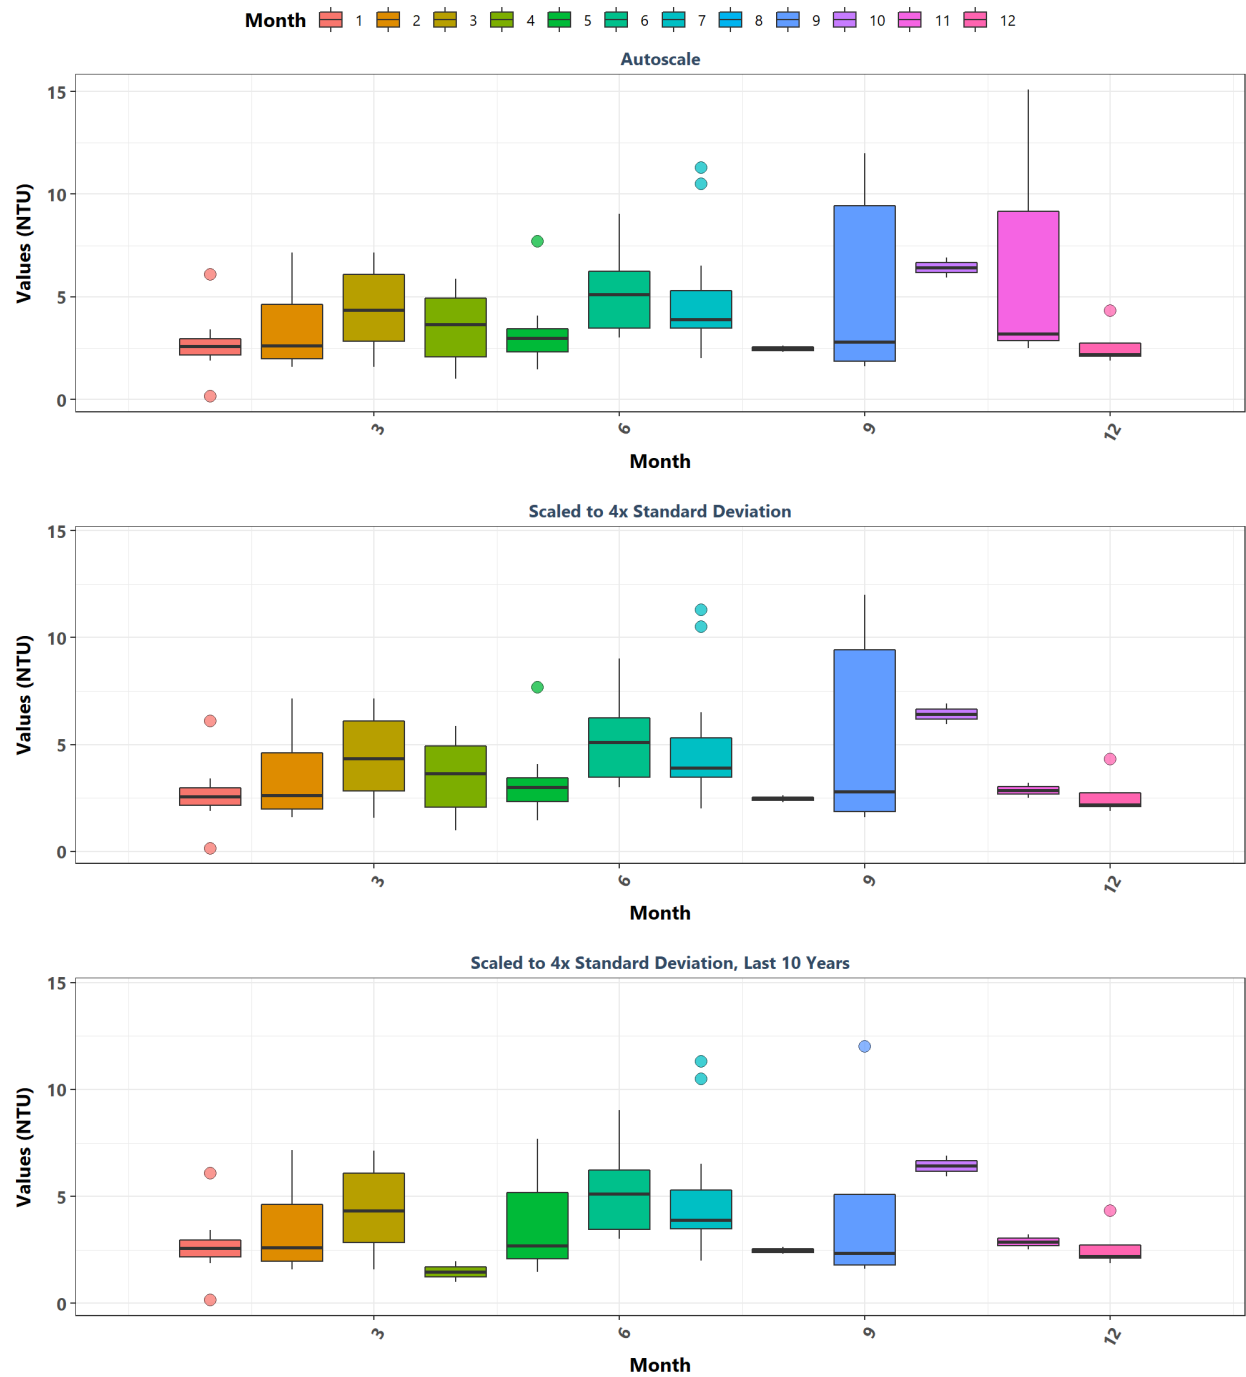 Month 1 2 3 4 5 6 7 8 9 10 11 12
Autoscale
Values (NTU)
15
10
5
0
3 6 9 12
Month
Scaled to 4x Standard Deviation
Values (NTU)
15
10
5
0
3 6 9 12
Month
Scaled to 4x Standard Deviation, Last 10 Years
Values (NTU)
15
10
5
0
3 6 9 12
Month